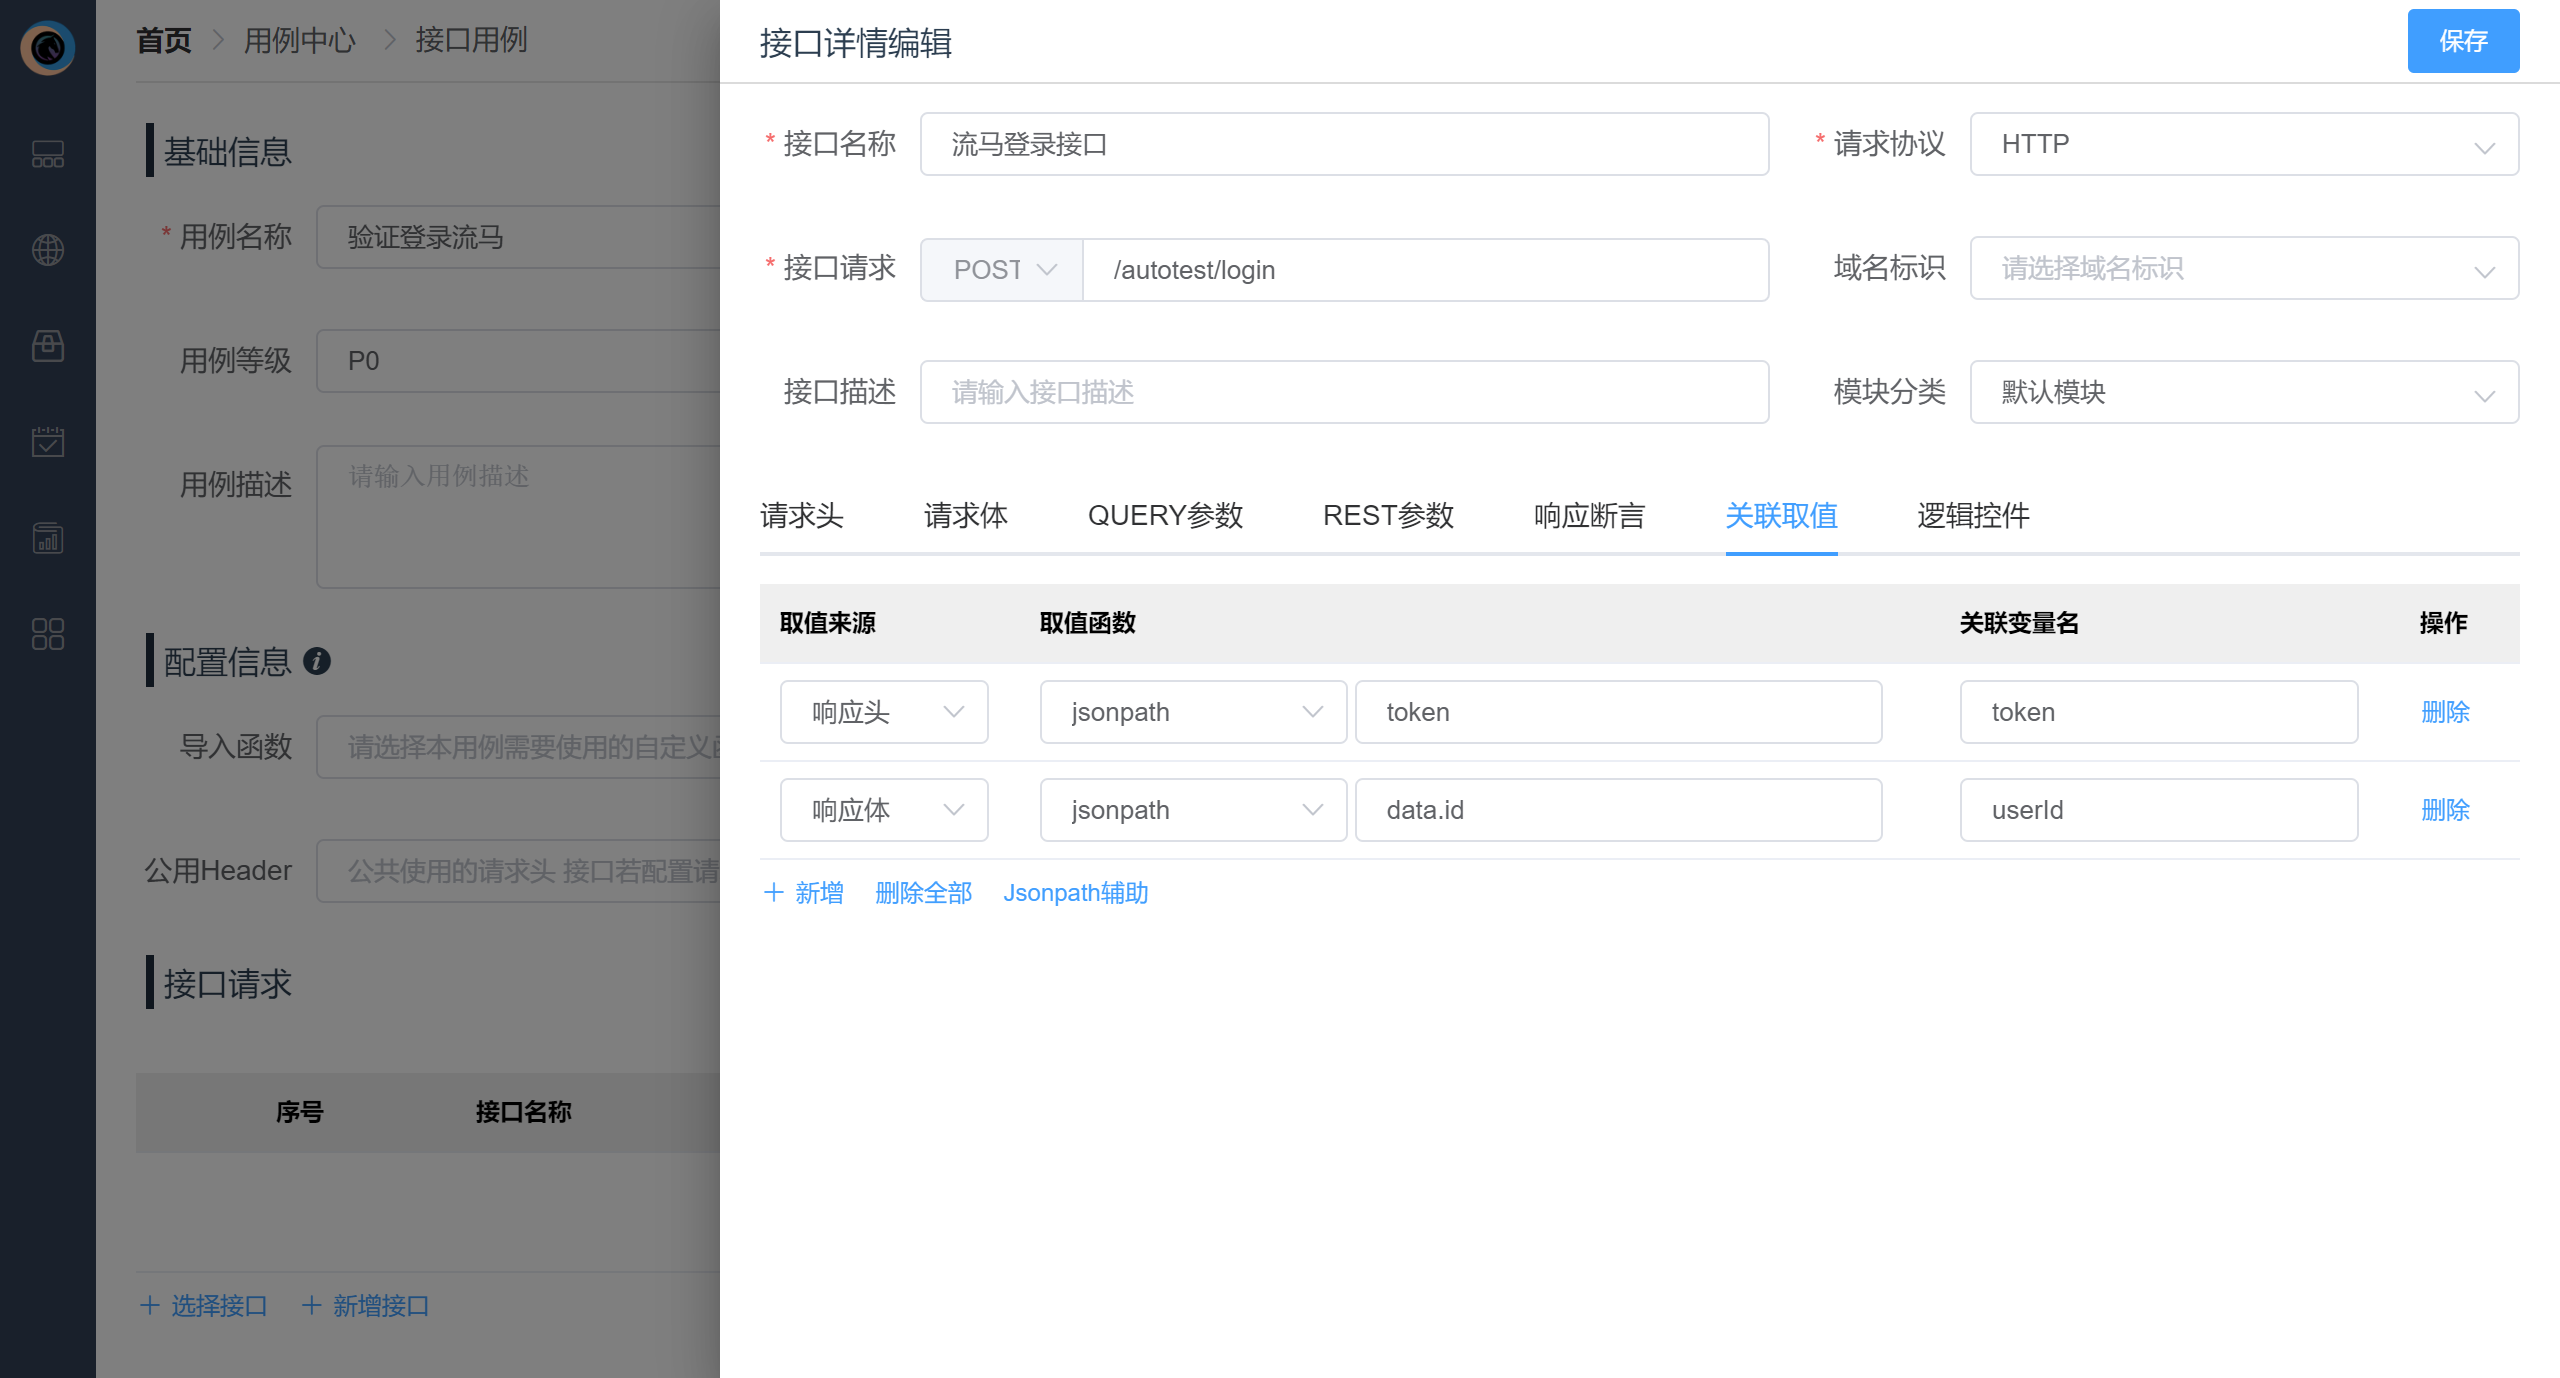 首页 > 用例中心 > 接口用例
基础信息
* 用例名称 验证登录流马
用例等级 P0
用例描述 请输入用例描述
配置信息
导入函数 请选择本用例需要使用的自定义
公用Header 公共使用的请求头 接口若配置请
接口请求
序号 接口名称
+ 选择接口 + 新增接口
接口详情编辑 保存
* 接口名称 流马登录接口 * 请求协议 HTTP
* 接口请求 POST /autotest/login 域名标识 请选择域名标识
接口描述 请输入接口描述 模块分类 默认模块
请求头 请求体 QUERY参数 REST参数 响应断言 关联取值 逻辑控件
取值来源 取值函数 关联变量名 操作
响应头 jsonpath token token 删除
响应体 jsonpath data.id userId 删除
+ 新增 删除全部 Jsonpath辅助